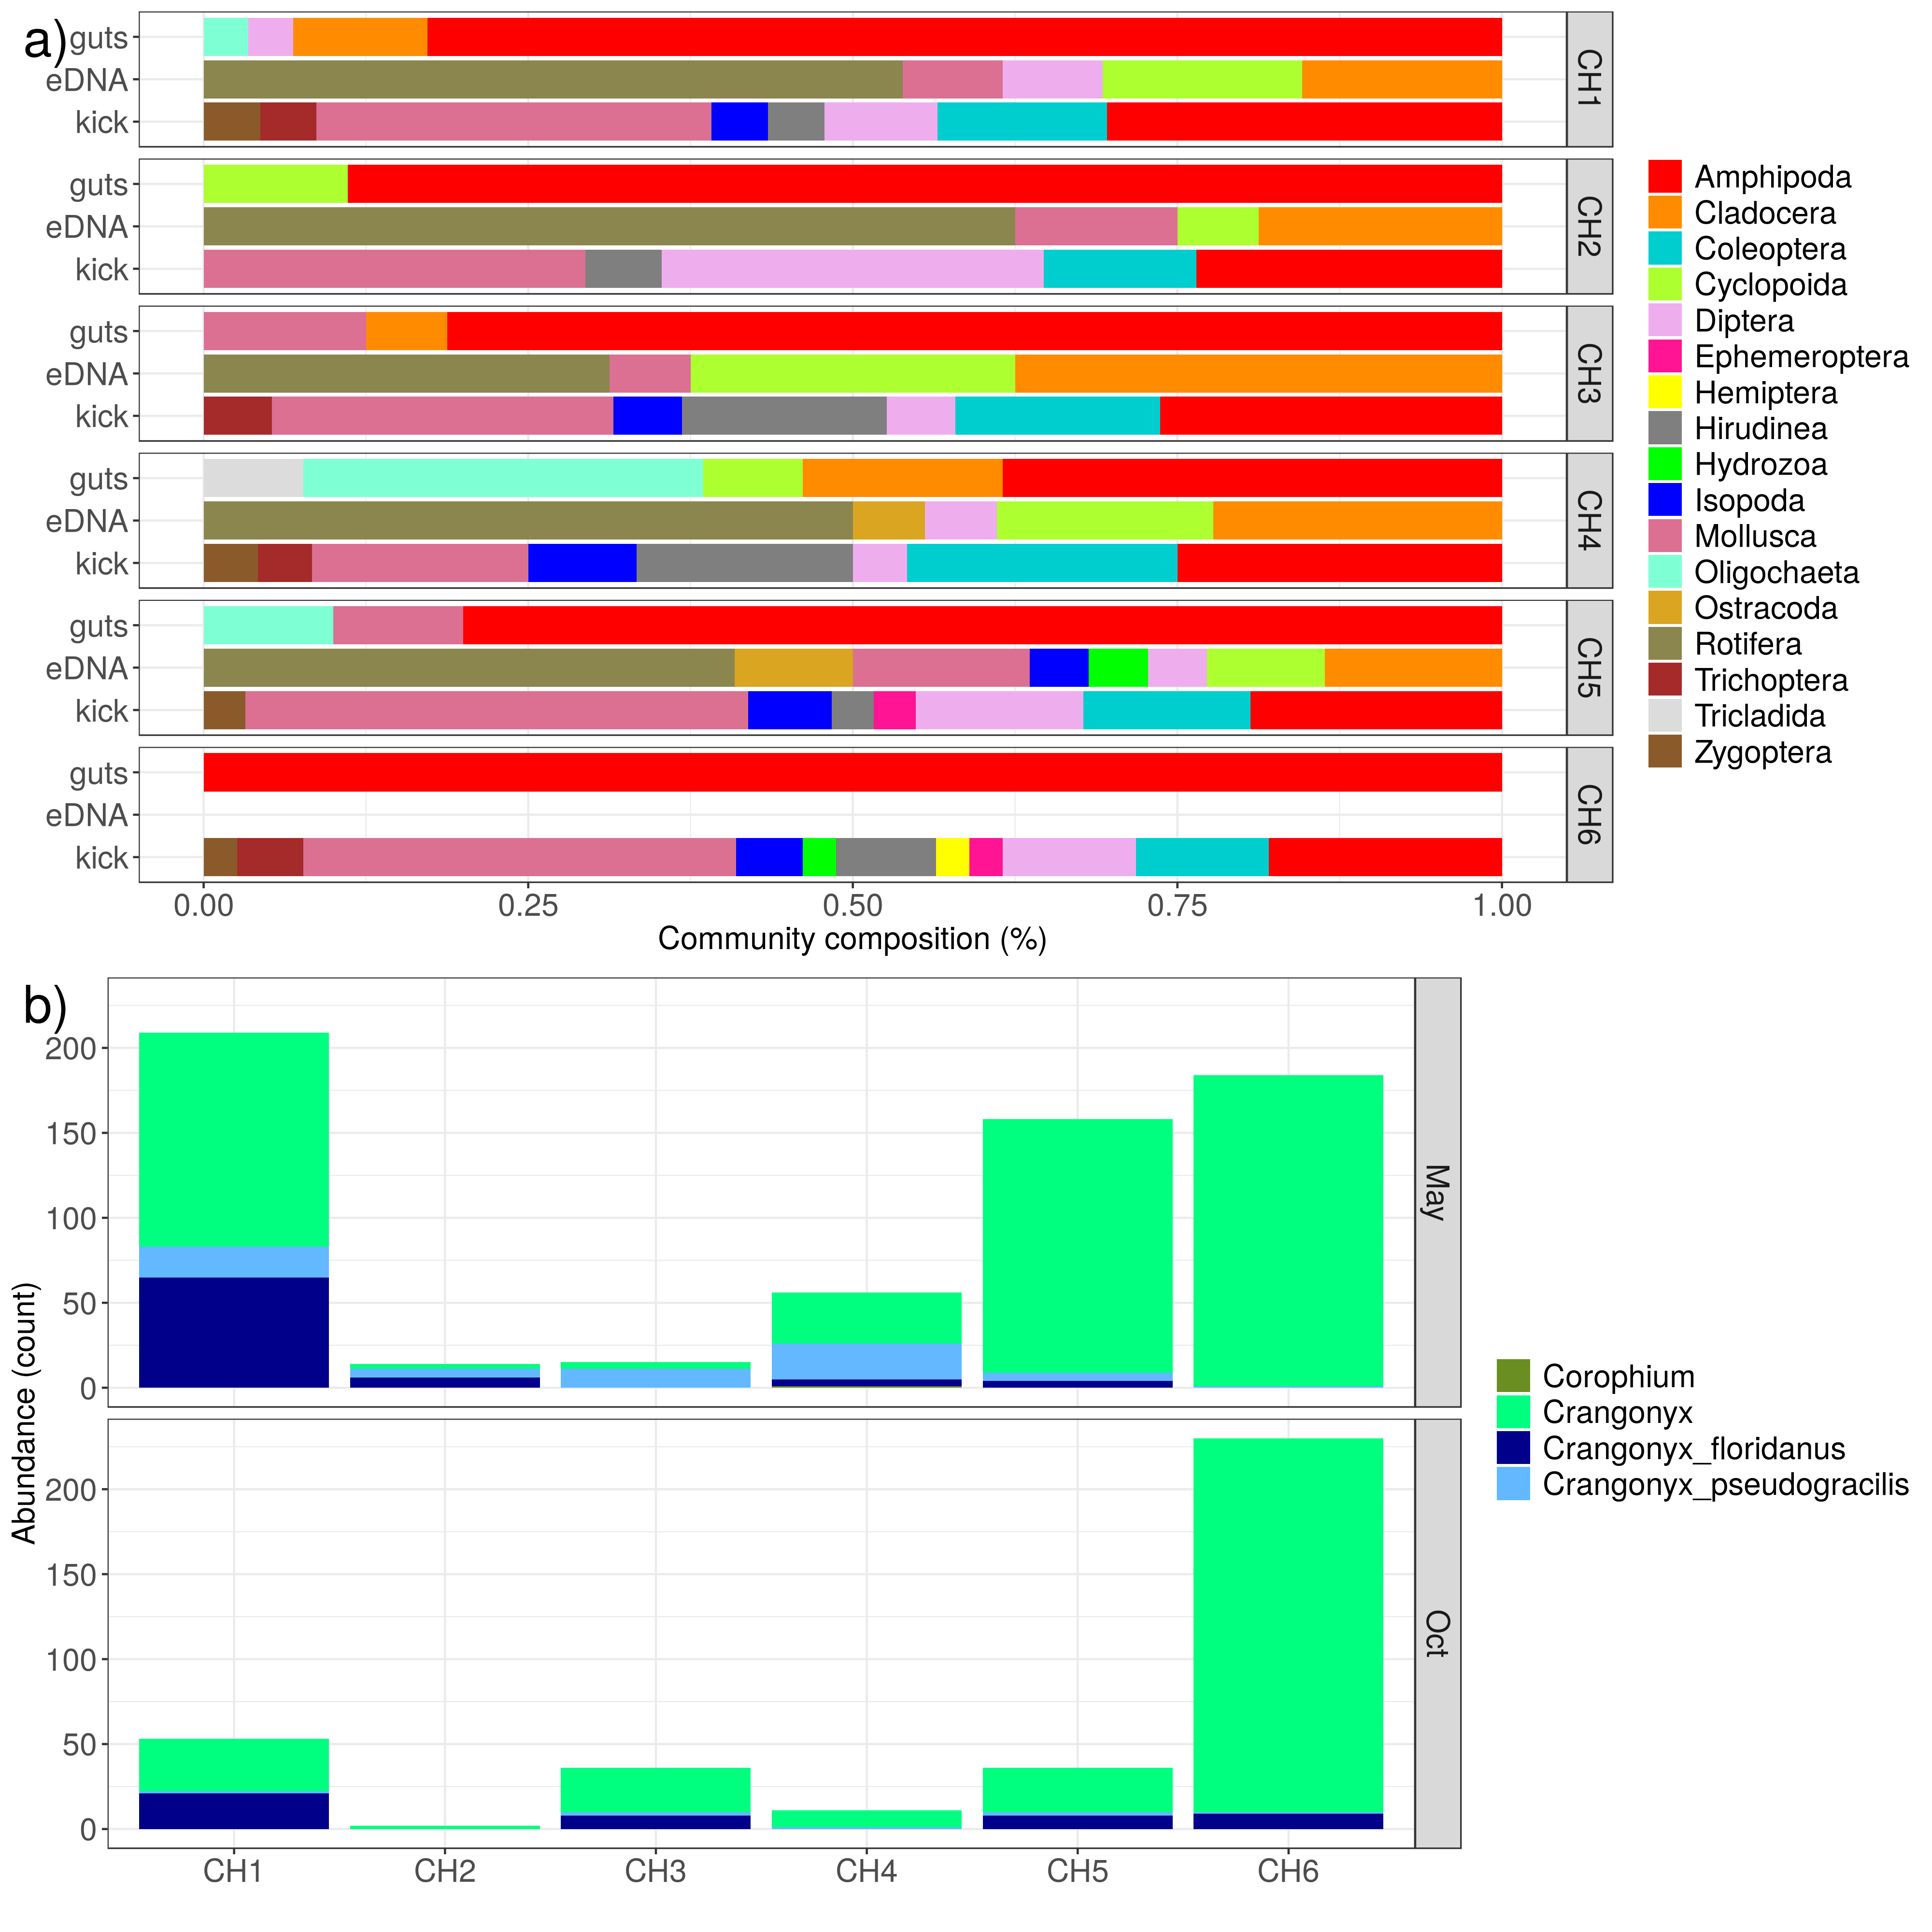 a)
guts
eDNA
kick
CH1
guts
eDNA
kick
CH2
guts
eDNA
kick
CH3
guts
eDNA
kick
CH4
guts
eDNA
kick
CH5
guts
eDNA
kick
CH6
0.00 0.25 0.50 0.75 1.00
Community composition (%)
Amphipoda
Cladocera
Coleoptera
Cyclopoida
Diptera
Ephemeroptera
Hemiptera
Hirudinea
Hydrozoa
Isopoda
Mollusca
Oligochaeta
Ostracoda
Rotifera
Trichoptera
Tricladida
Zygoptera
b)
Abundance (count)
200
150
100
50
0
May
200
150
100
50
0
Oct
CH1 CH2 CH3 CH4 CH5 CH6
Corophium
Crangonyx
Crangonyx_floridanus
Crangonyx_pseudogracilis